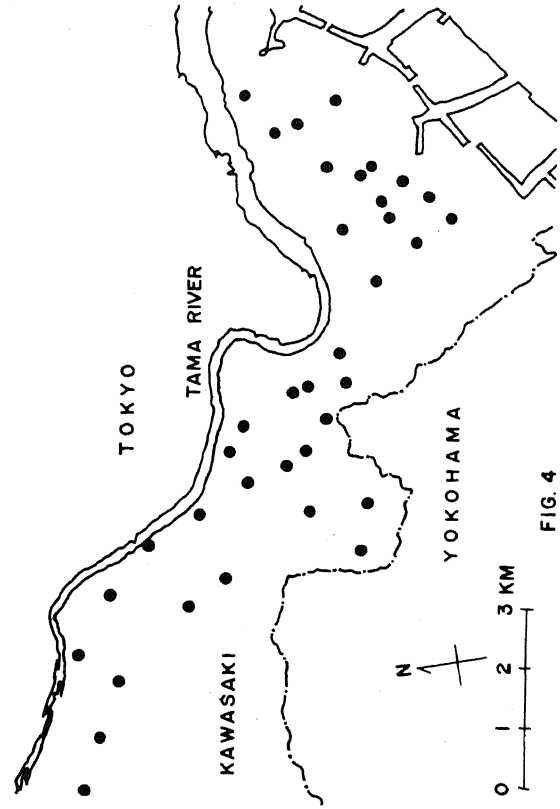 TOKYO
TAMA RIVER
KAWASAKI
YOKOHAMA
N
0 1 2 3 KM
FIG. 4